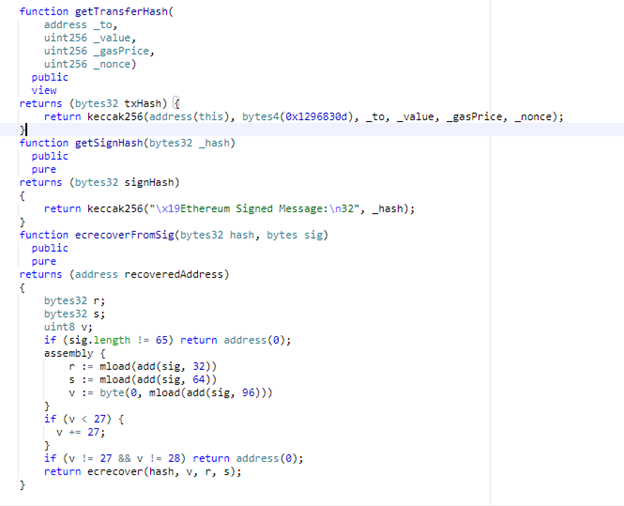 function getTransferHash(
address _to,
uint256 _value,
uint256 _gasPrice,
uint256 _nonce)
public
view
returns (bytes32 txHash) {
return keccak256(address(this), bytes4(0x1296830d), _to, _value, _gasPrice, _nonce);
}
function getSignHash(bytes32 _hash)
public
pure
returns (bytes32 signHash)
{
return keccak256("\x19Ethereum Signed Message:\n32", _hash);
}
function ecrecoverFromSig(bytes32 hash, bytes sig)
public
pure
returns (address recoveredAddress)
{
bytes32 r;
bytes32 s;
uint8 v;
if (sig.length != 65) return address(0);
assembly {
r := mload(add(sig, 32))
s := mload(add(sig, 64))
v := byte(0, mload(add(sig, 96)))
}
if (v < 27) {
v += 27;
}
if (v != 27 && v != 28) return address(0);
return ecrecover(hash, v, r, s);
}